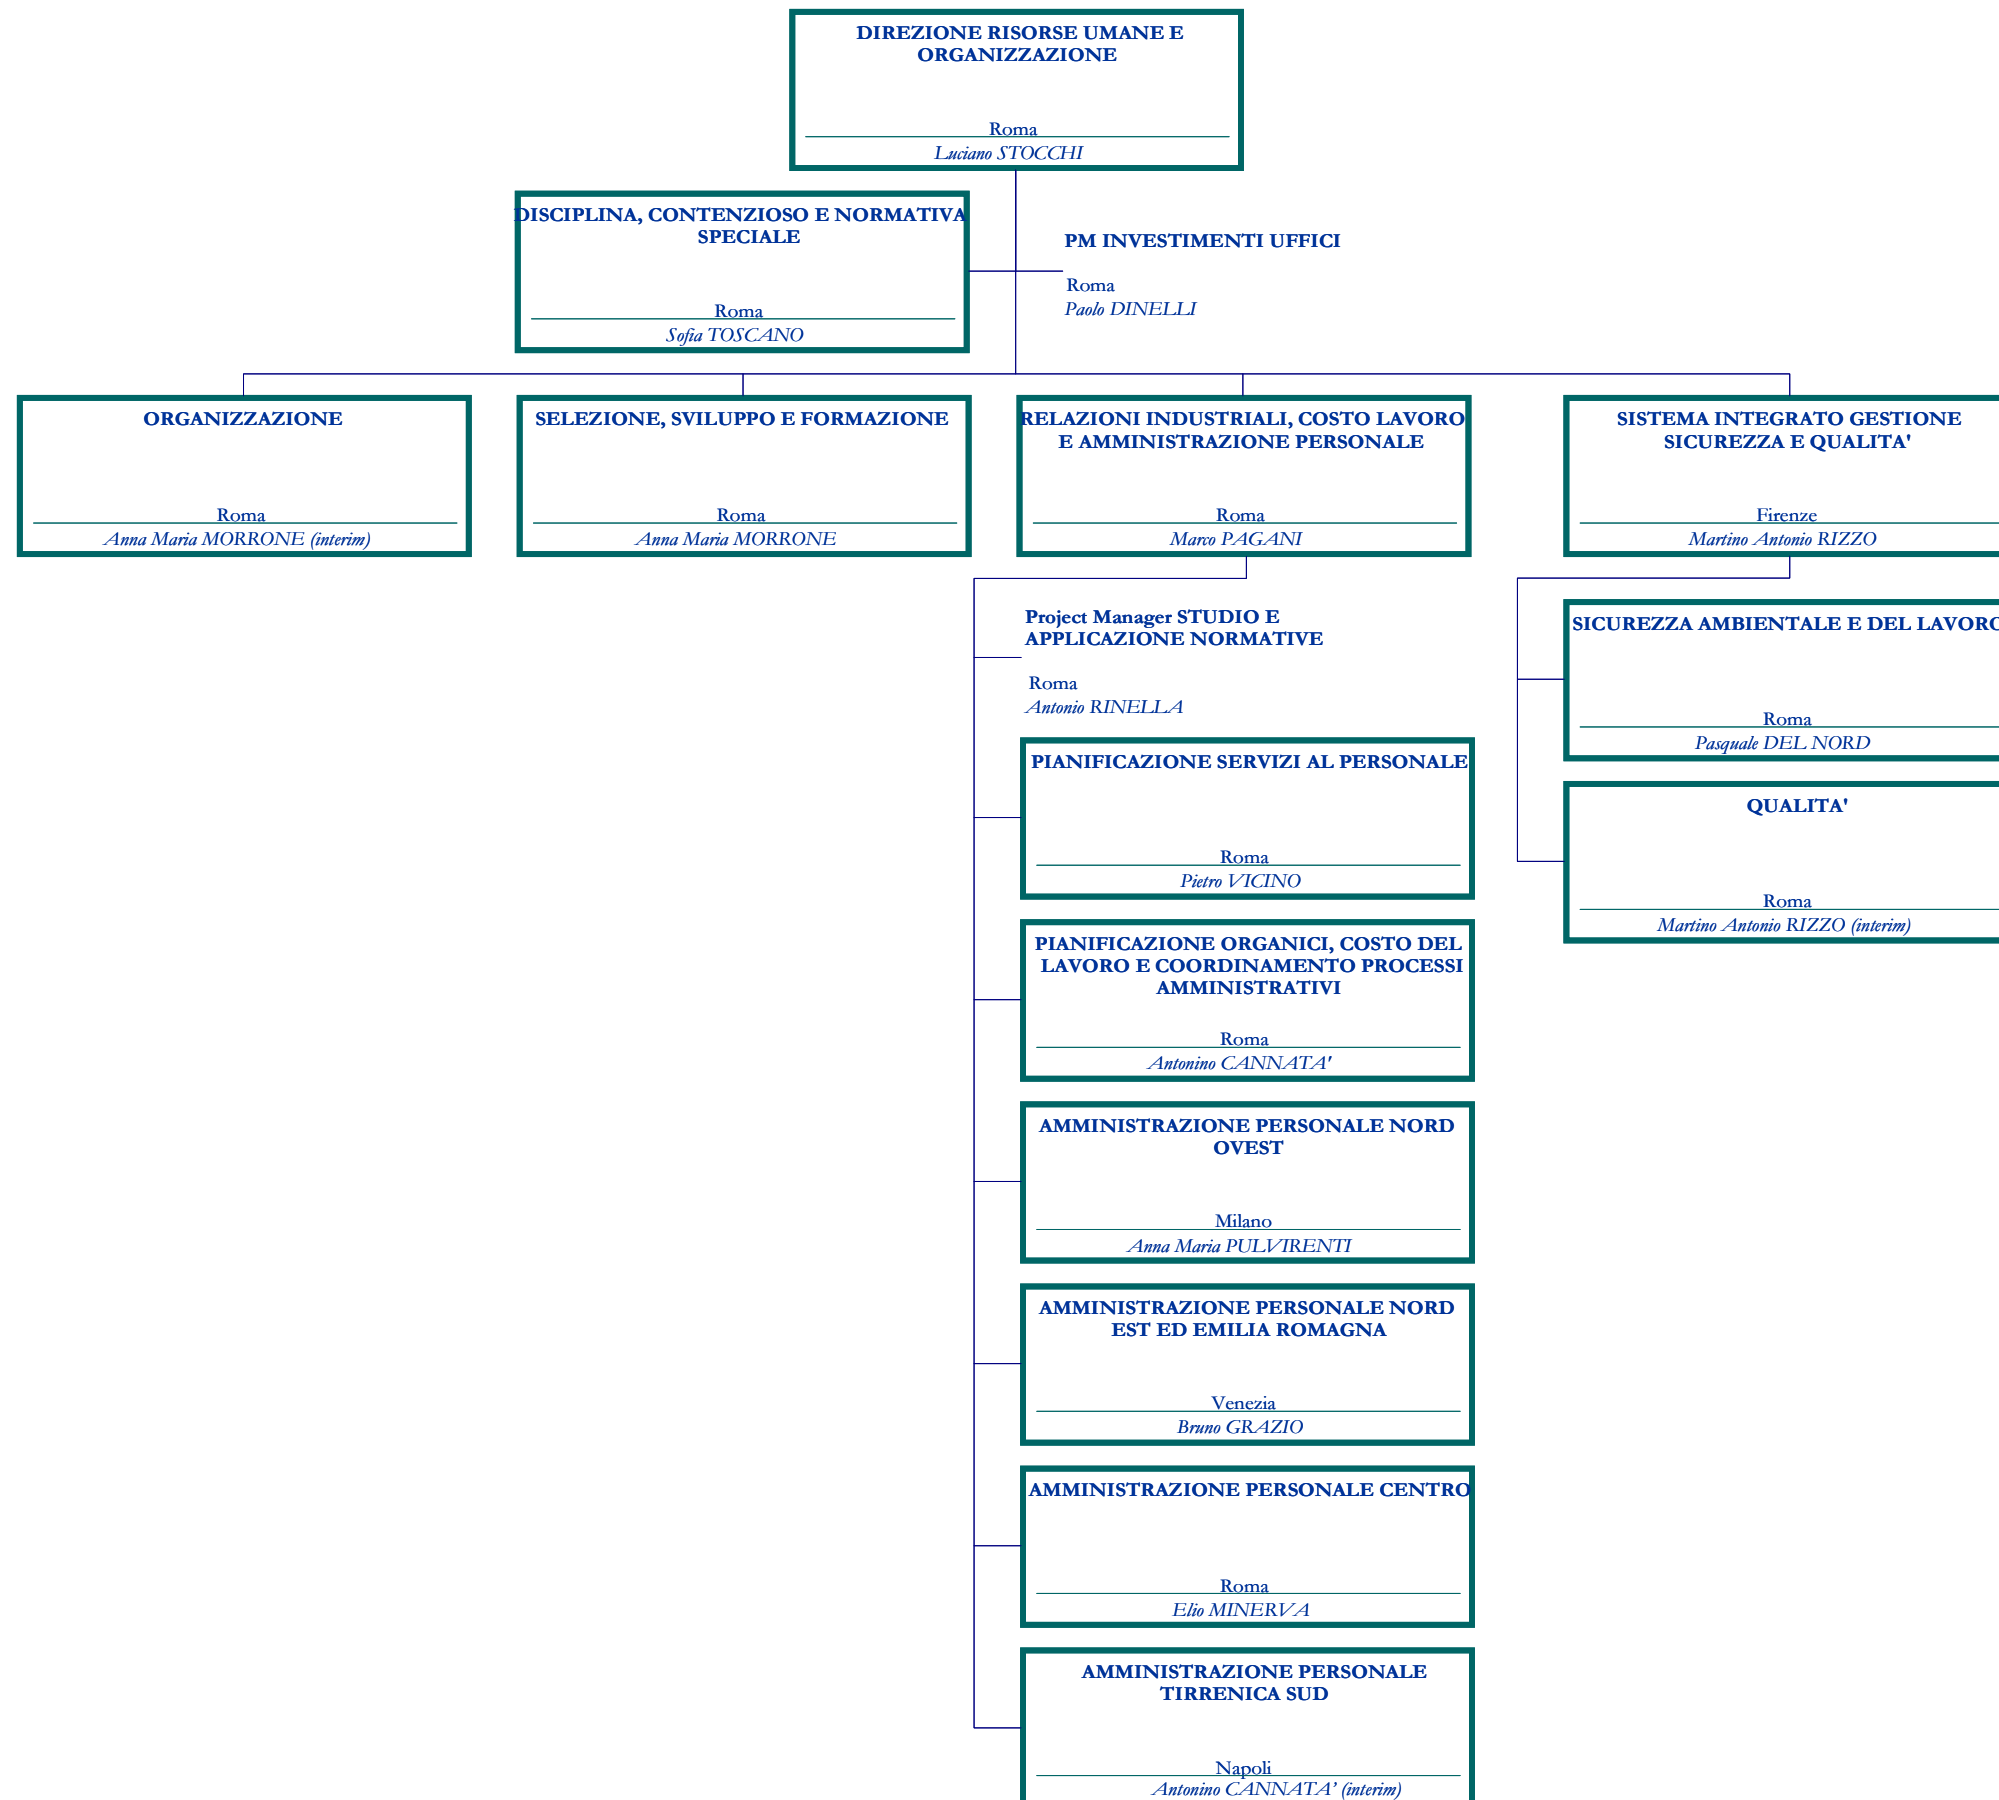 DIREZIONE RISORSE UMANE E
ORGANIZZAZIONE
Roma
Luciano STOCCHI
DISCIPLINA, CONTENZIOSO E NORMATIVA
SPECIALE
Roma
Sofia TOSCANO
PM INVESTIMENTI UFFICI
Roma
Paolo DINELLI
ORGANIZZAZIONE
Roma
Anna Maria MORRONE (interim)
SELEZIONE, SVILUPPO E FORMAZIONE
Roma
Anna Maria MORRONE
RELAZIONI INDUSTRIALI, COSTO LAVORO
E AMMINISTRAZIONE PERSONALE
Roma
Marco PAGANI
SISTEMA INTEGRATO GESTIONE
SICUREZZA E QUALITA'
Firenze
Martino Antonio RIZZO
Project Manager STUDIO E
APPLICAZIONE NORMATIVE
Roma
Antonio RINELLA
PIANIFICAZIONE SERVIZI AL PERSONALE
Roma
Pietro VICINO
PIANIFICAZIONE ORGANICI, COSTO DEL
LAVORO E COORDINAMENTO PROCESSI
AMMINISTRATIVI
Roma
Antonino CANNATA'
AMMINISTRAZIONE PERSONALE NORD
OVEST
Milano
Anna Maria PULVIRENTI
AMMINISTRAZIONE PERSONALE NORD
EST ED EMILIA ROMAGNA
Venezia
Bruno GRAZIO
AMMINISTRAZIONE PERSONALE CENTRO
Roma
Elio MINERVA
AMMINISTRAZIONE PERSONALE
TIRRENICA SUD
Napoli
Antonino CANNATA’ (interim)
SICUREZZA AMBIENTALE E DEL LAVORO
Roma
Pasquale DEL NORD
QUALITA'
Roma
Martino Antonio RIZZO (interim)